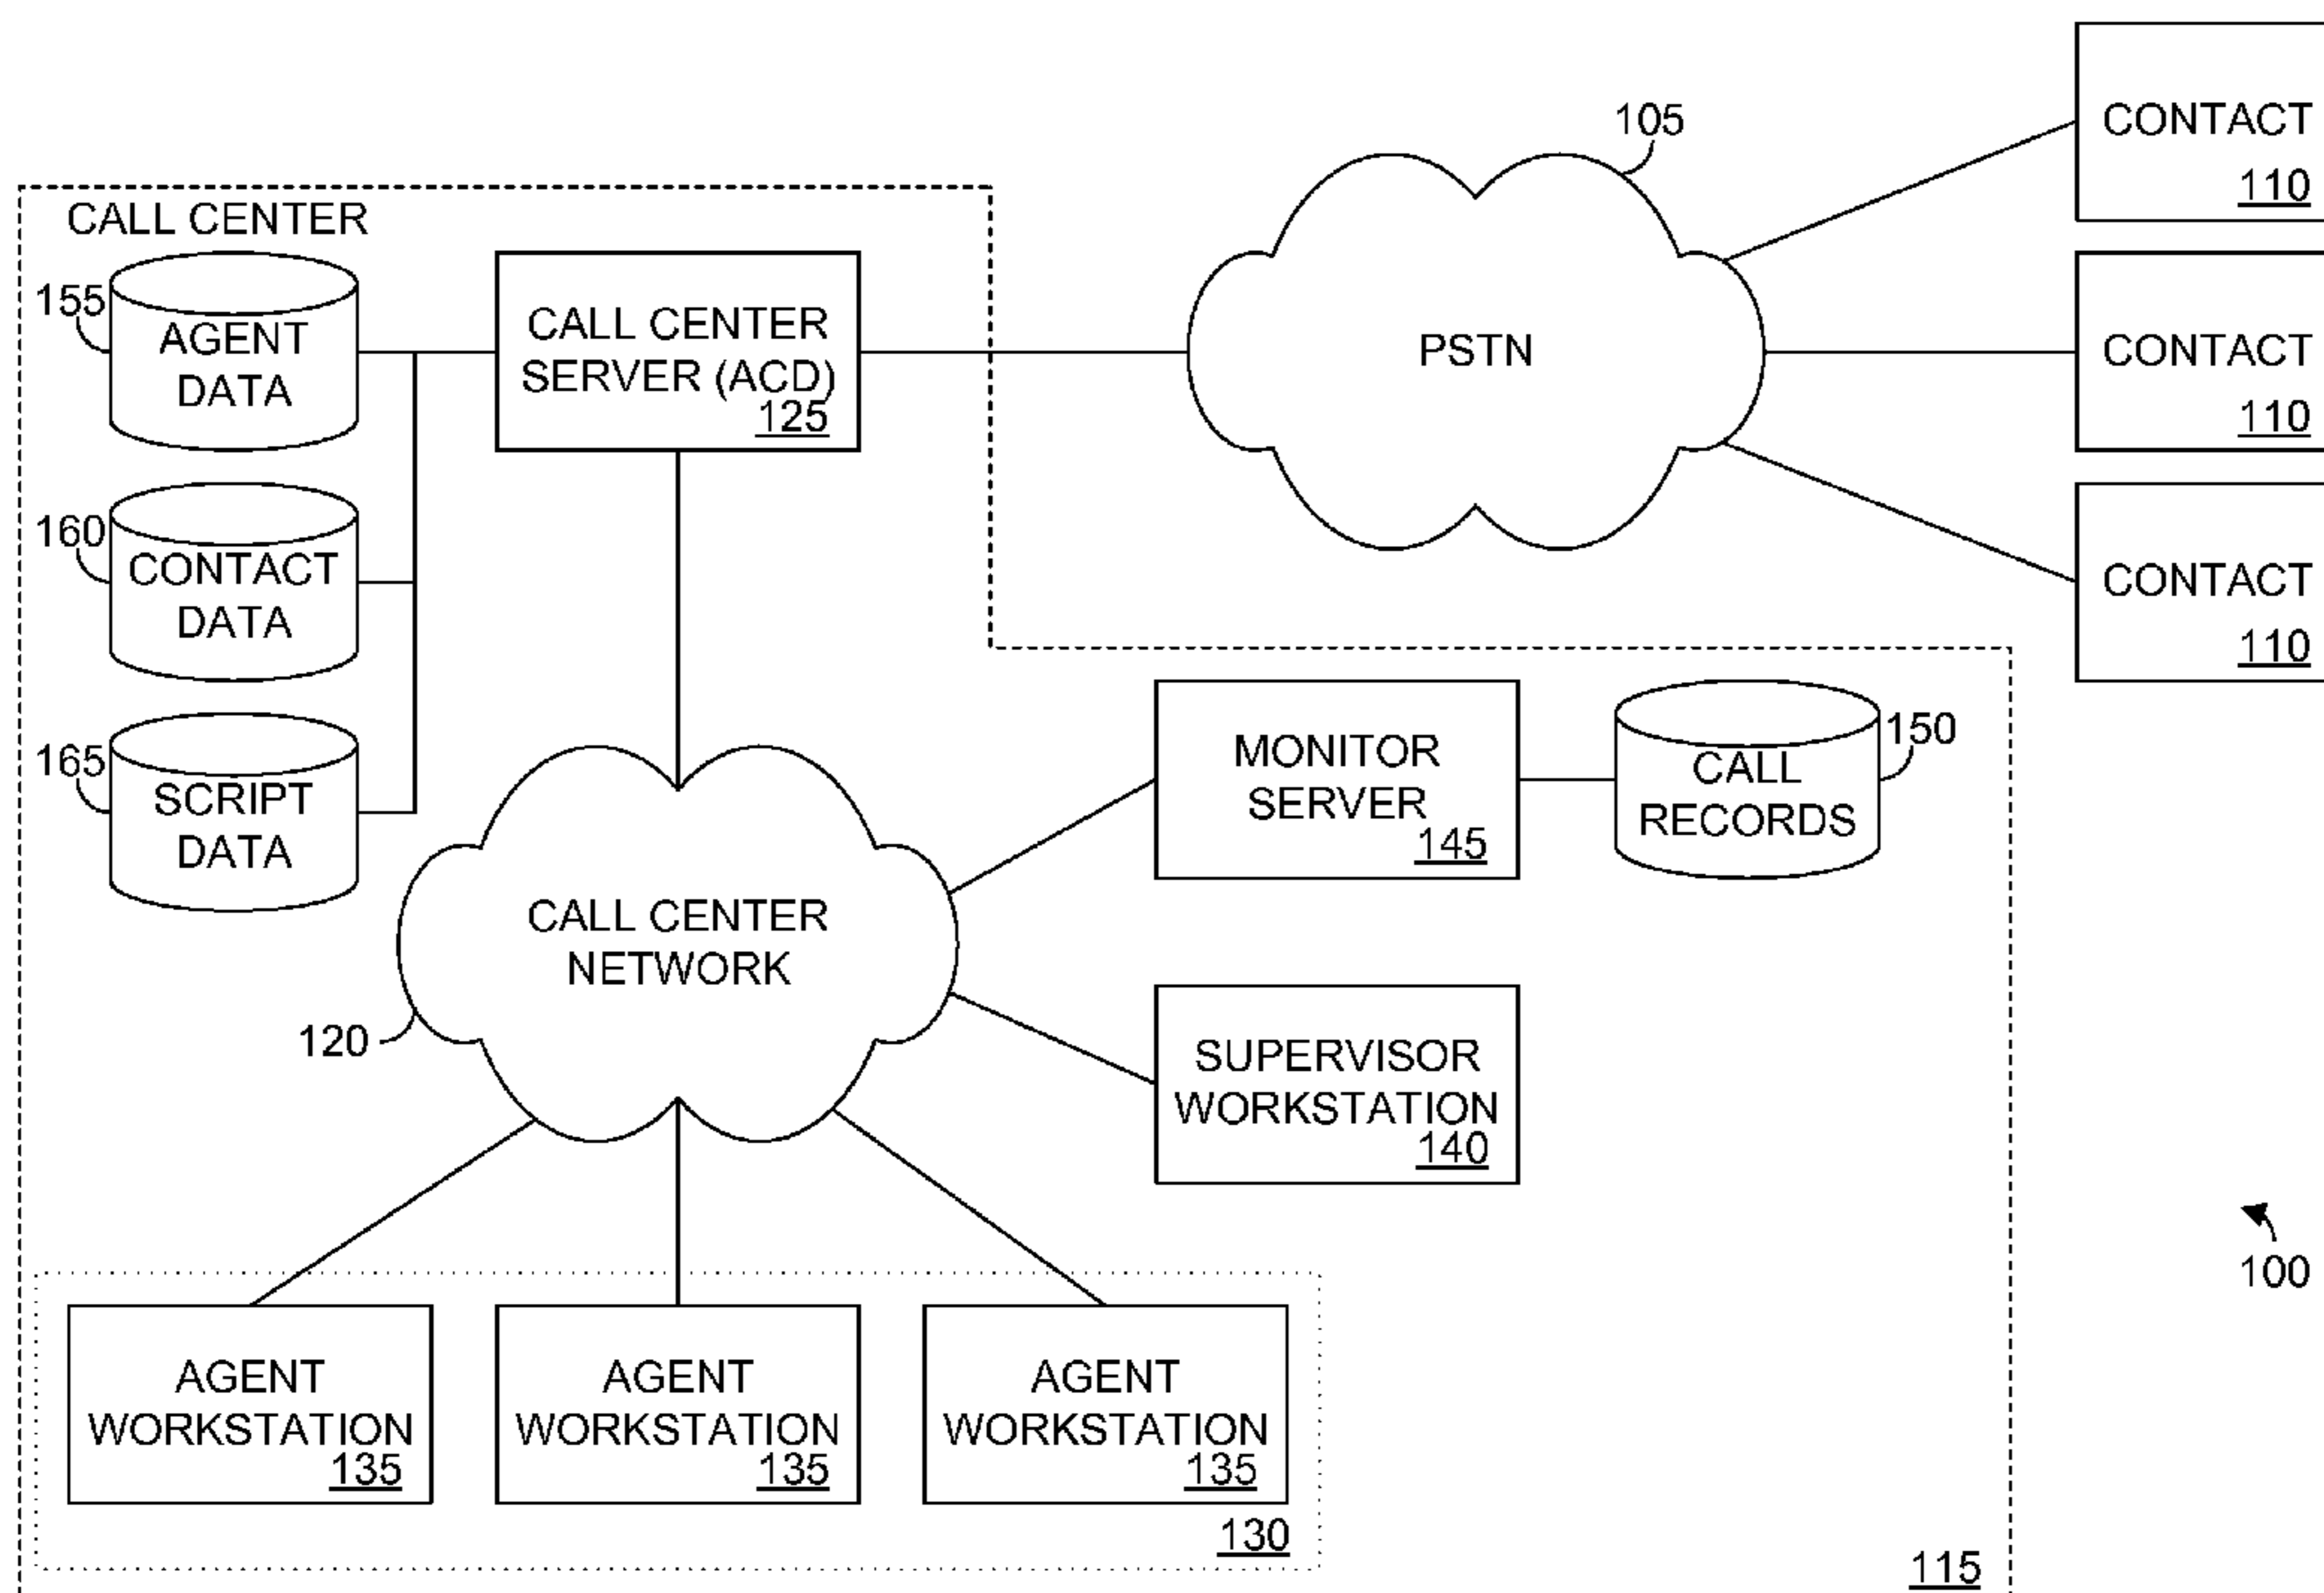 CONTACT
110
105
CALL CENTER
155
AGENT
DATA
CALL CENTER
SERVER (ACD)
125
PSTN
CONTACT
110
160
CONTACT
DATA
CONTACT
110
165
SCRIPT
DATA
MONITOR
SERVER
145
CALL
RECORDS
150
CALL CENTER
NETWORK
120
SUPERVISOR
WORKSTATION
140
100
AGENT
WORKSTATION
135
AGENT
WORKSTATION
135
AGENT
WORKSTATION
135
130
115